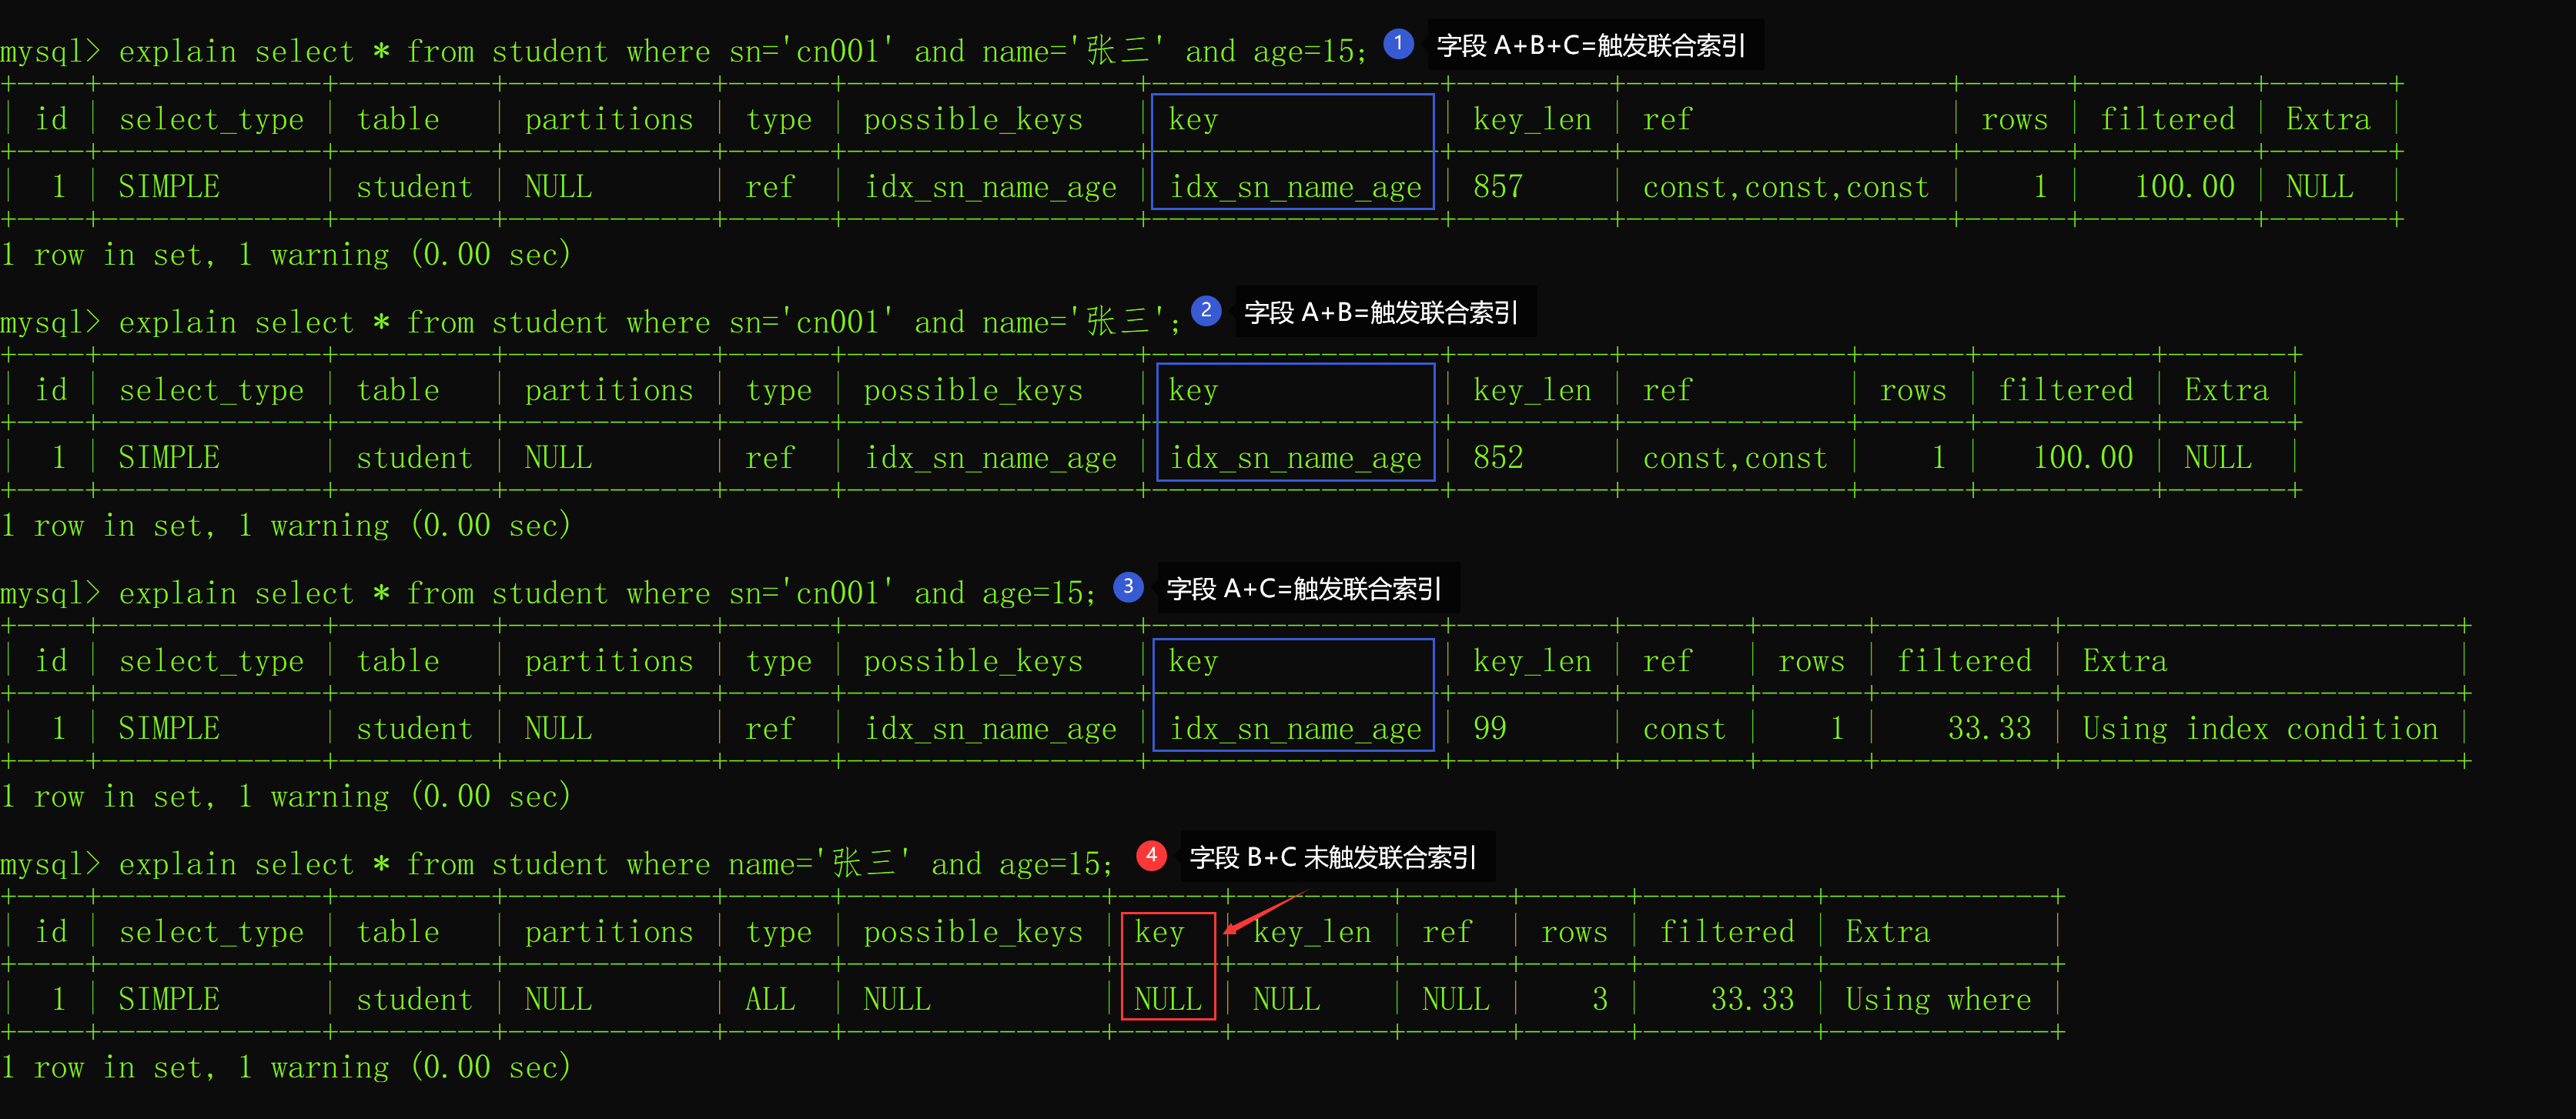 mysql> explain select * from student where sn='cn001' and name='张三' and age=15; 1 字段 A+B+C=触发联合索引
+----+-------------+---------+------------+------+-----------------+-----------------+---------+-------------------+------+----------+-------+
| id | select_type | table | partitions | type | possible_keys | key | key_len | ref | rows | filtered | Extra |
+----+-------------+---------+------------+------+-----------------+-----------------+---------+-------------------+------+----------+-------+
| 1 | SIMPLE | student | NULL | ref | idx_sn_name_age | idx_sn_name_age | 857 | const,const,const | 1 | 100.00 | NULL |
+----+-------------+---------+------------+------+-----------------+-----------------+---------+-------------------+------+----------+-------+
1 row in set, 1 warning (0.00 sec)
mysql> explain select * from student where sn='cn001' and name='张三'; 2 字段 A+B=触发联合索引
+----+-------------+---------+------------+------+-----------------+-----------------+---------+-------------+------+----------+-------+
| id | select_type | table | partitions | type | possible_keys | key | key_len | ref | rows | filtered | Extra |
+----+-------------+---------+------------+------+-----------------+-----------------+---------+-------------+------+----------+-------+
| 1 | SIMPLE | student | NULL | ref | idx_sn_name_age | idx_sn_name_age | 852 | const,const | 1 | 100.00 | NULL |
+----+-------------+---------+------------+------+-----------------+-----------------+---------+-------------+------+----------+-------+
1 row in set, 1 warning (0.00 sec)
mysql> explain select * from student where sn='cn001' and age=15; 3 字段 A+C=触发联合索引
+----+-------------+---------+------------+------+-----------------+-----------------+---------+-------+------+----------+-----------------------+
| id | select_type | table | partitions | type | possible_keys | key | key_len | ref | rows | filtered | Extra |
+----+-------------+---------+------------+------+-----------------+-----------------+---------+-------+------+----------+-----------------------+
| 1 | SIMPLE | student | NULL | ref | idx_sn_name_age | idx_sn_name_age | 99 | const | 1 | 33.33 | Using index condition |
+----+-------------+---------+------------+------+-----------------+-----------------+---------+-------+------+----------+-----------------------+
1 row in set, 1 warning (0.00 sec)
mysql> explain select * from student where name='张三' and age=15; 4 字段 B+C 未触发联合索引
+----+-------------+---------+------------+------+---------------+------+---------+------+------+----------+-------------+
| id | select_type | table | partitions | type | possible_keys | key | key_len | ref | rows | filtered | Extra |
+----+-------------+---------+------------+------+---------------+------+---------+------+------+----------+-------------+
| 1 | SIMPLE | student | NULL | ALL | NULL | NULL | NULL | NULL | 3 | 33.33 | Using where |
+----+-------------+---------+------------+------+---------------+------+---------+------+------+----------+-------------+
1 row in set, 1 warning (0.00 sec)